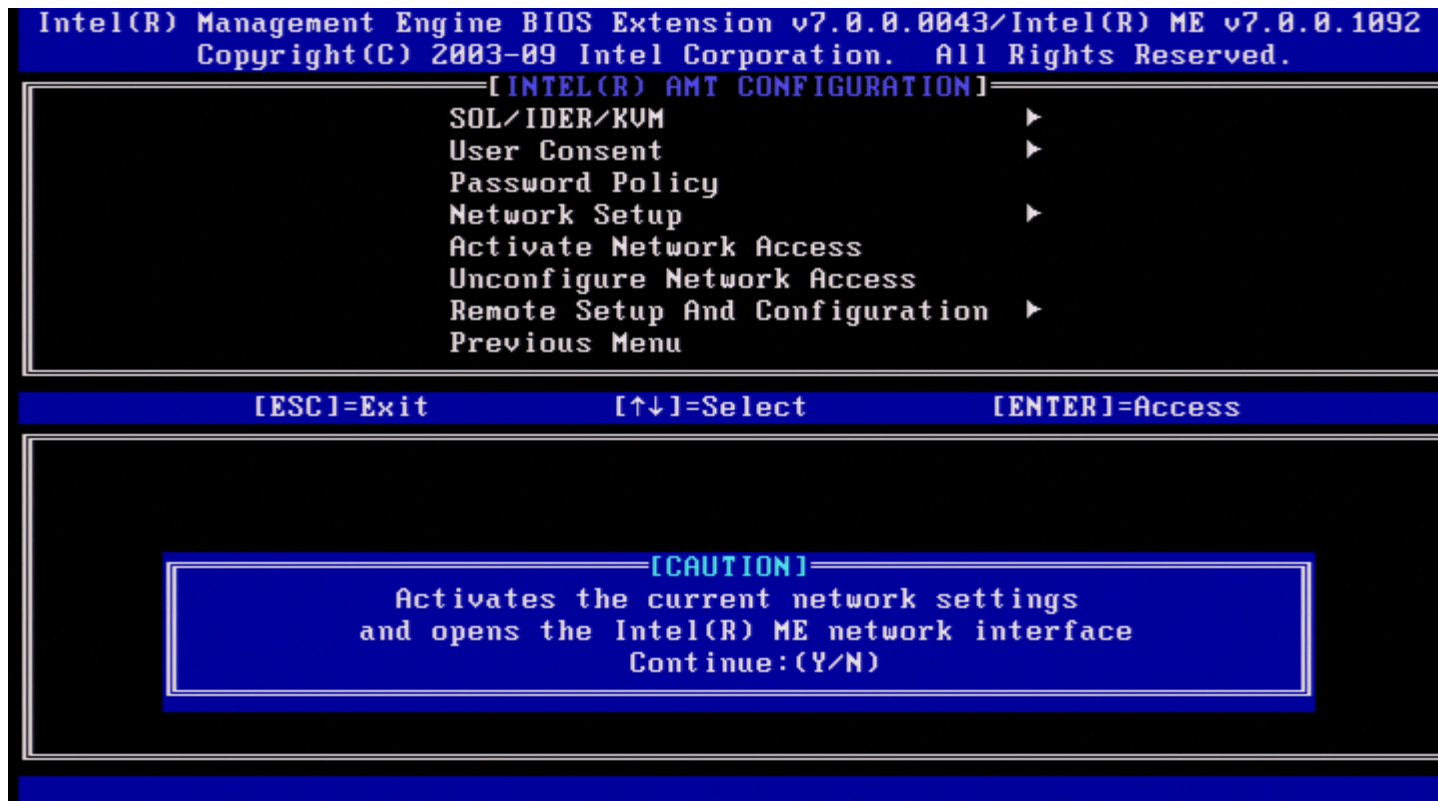 Intel(R) Management Engine BIOS Extension v7.0.0.0043/Intel(R) ME v7.0.0.1092
Copyright(C) 2003-09 Intel Corporation. All Rights Reserved.
[INTEL(R) AMT CONFIGURATION]
SOL/IDER/KVM ►
User Consent ►
Password Policy
Network Setup ►
Activate Network Access
Unconfigure Network Access
Remote Setup And Configuration ►
Previous Menu
[ESC]=Exit [↑↓]=Select [ENTER]=Access
[CAUTION]
Activates the current network settings
and opens the Intel(R) ME network interface
Continue:(Y/N)